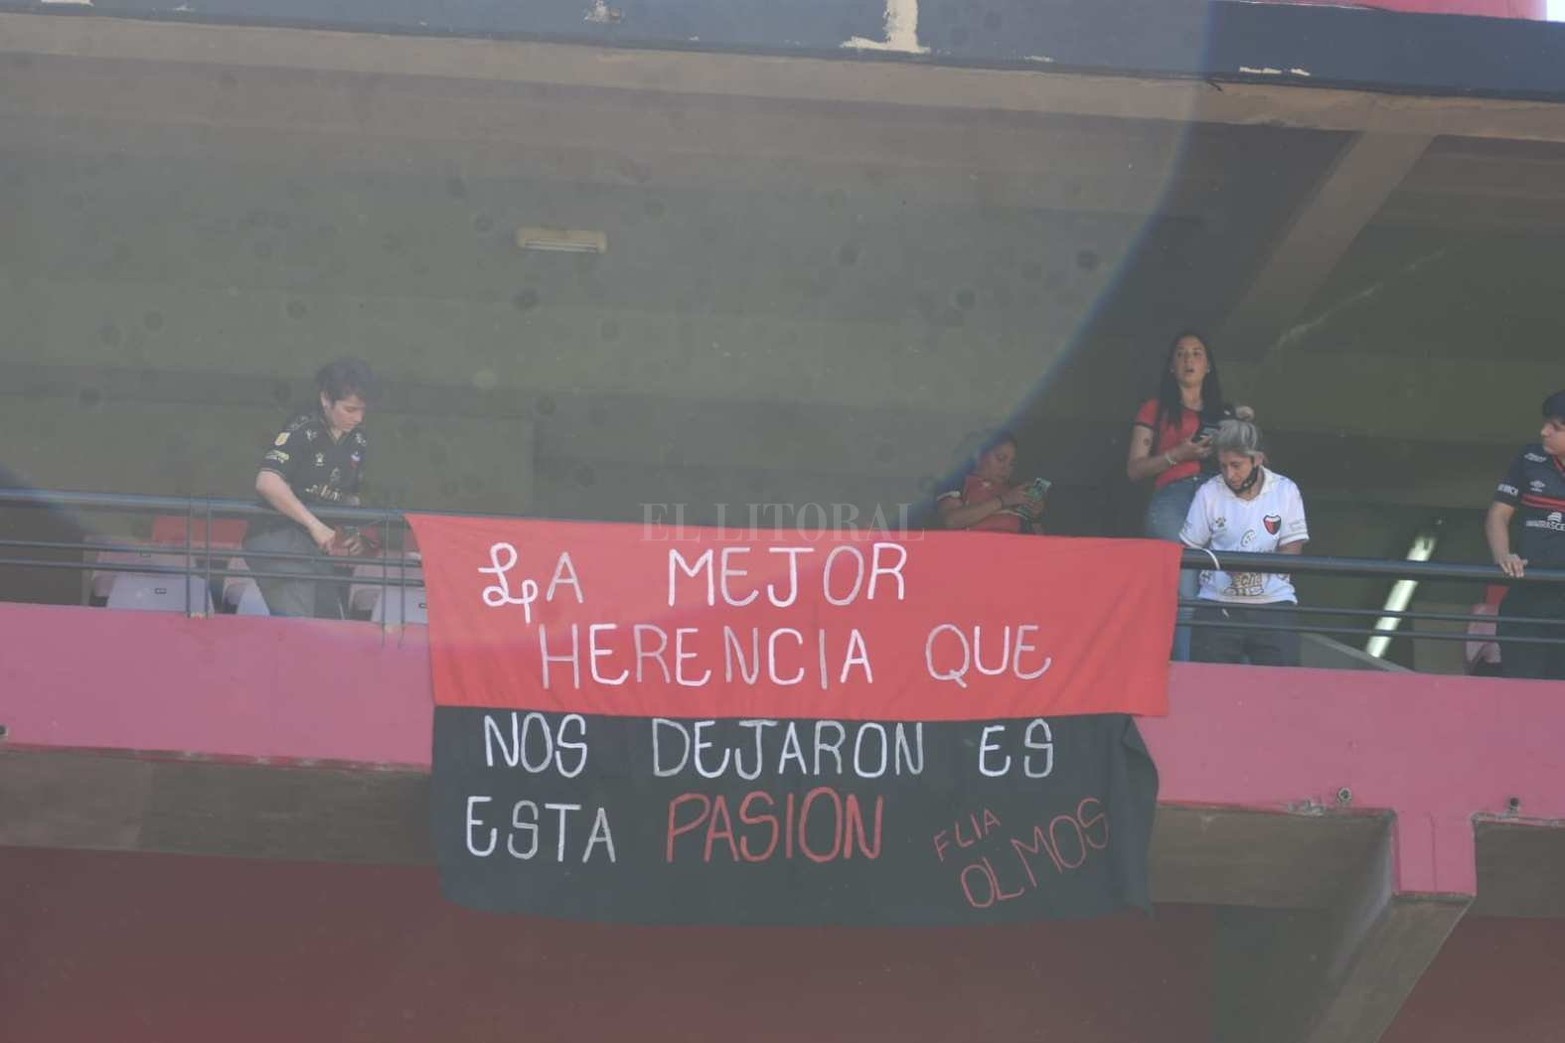 EL LITORAL
LA MEJOR
HERENCIA QUE
NOS DEJARON ES
ESTA PASION
FLIA
OLMOS